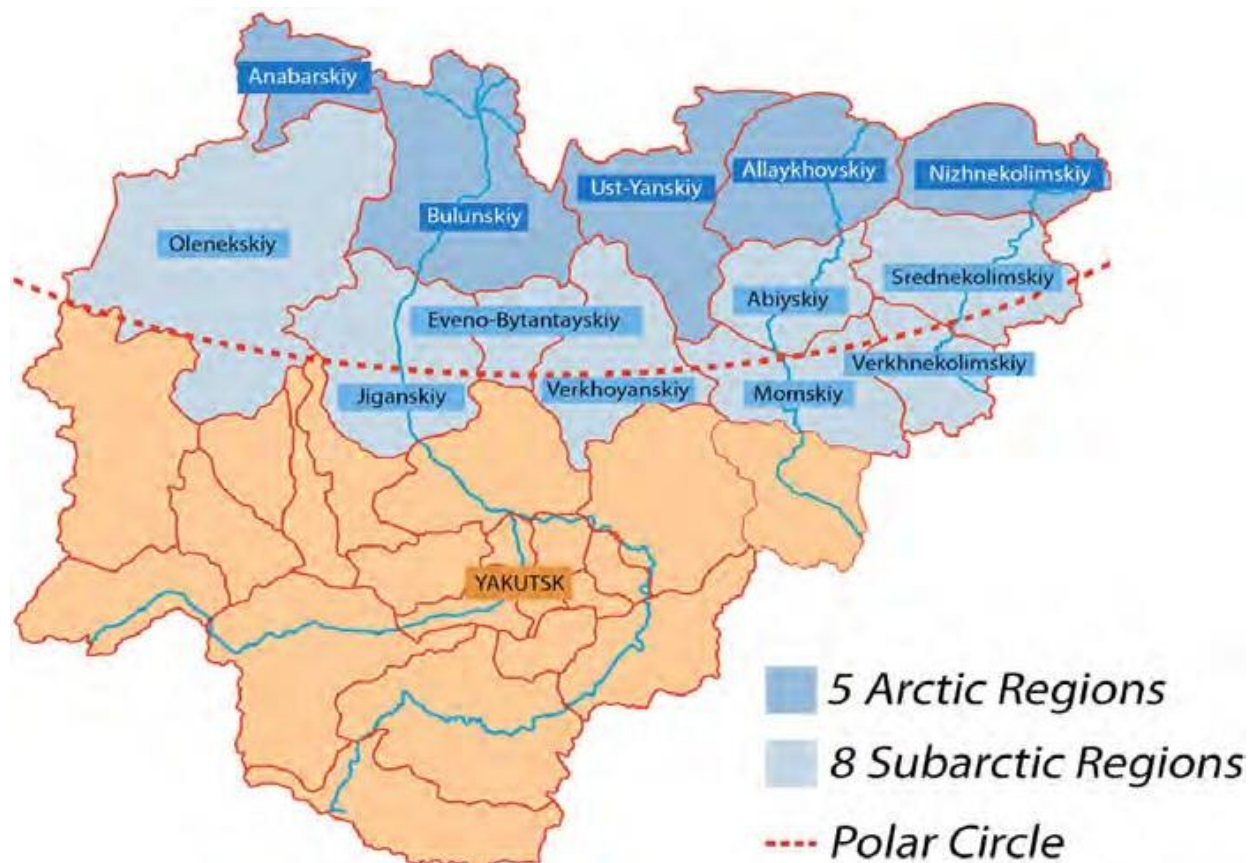 Anabarskiy
Allaykhovskiy
Nizhnekolimskiy
Ust-Yanskiy
Bulunskiy
Olenekskiy
Srednekolimskiy
Abiyskiy
Eveno-Bytantayskiy
Verkhnekolimskiy
Jiganskiy
Verkhoyanskiy
Momskiy
YAKUTSK
5 Arctic Regions
8 Subarctic Regions
Polar Circle